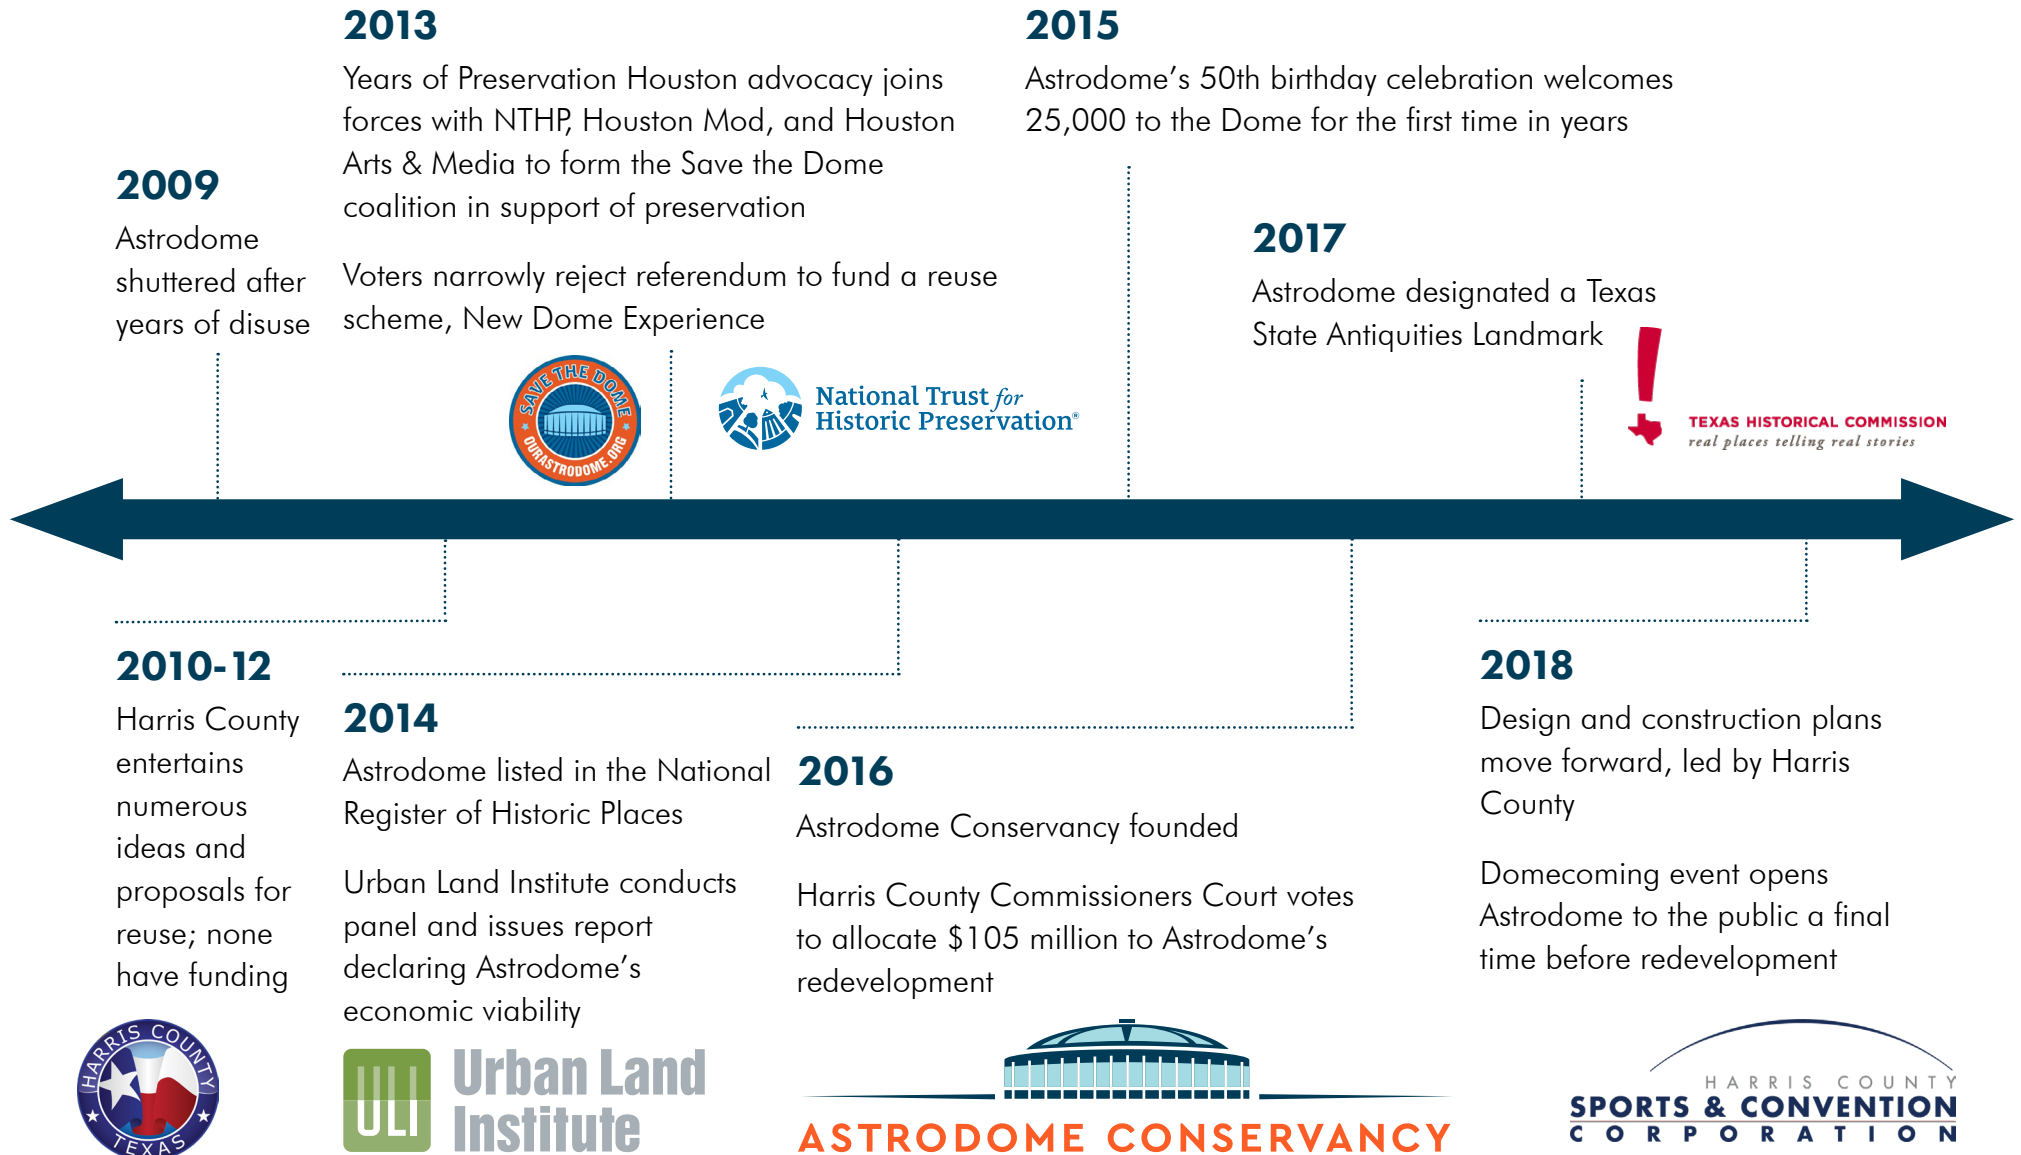 2009
Astrodome
shuttered after
years of disuse
2013
Years of Preservation Houston advocacy joins
forces with NTHP, Houston Mod, and Houston
Arts & Media to form the Save the Dome
coalition in support of preservation
Voters narrowly reject referendum to fund a reuse
scheme, New Dome Experience
SAVE THE DOME
OURASTRODOME.ORG
National Trust for
Historic Preservation®
2015
Astrodome's 50th birthday celebration welcomes
25,000 to the Dome for the first time in years
2017
Astrodome designated a Texas
State Antiquities Landmark
TEXAS HISTORICAL COMMISSION
real places telling real stories
2010-12
Harris County
entertains
numerous
ideas and
proposals for
reuse; none
have funding
HARRIS COUNTY
TEXAS
2014
Astrodome listed in the National
Register of Historic Places
Urban Land Institute conducts
panel and issues report
declaring Astrodome's
economic viability
ULI
Urban Land
Institute
2016
Astrodome Conservancy founded
Harris County Commissioners Court votes
to allocate $105 million to Astrodome's
redevelopment
ASTRODOME CONSERVANCY
2018
Design and construction plans
move forward, led by Harris
County
Domecoming event opens
Astrodome to the public a final
time before redevelopment
HARRIS COUNTY
SPORTS & CONVENTION
CORPORATION